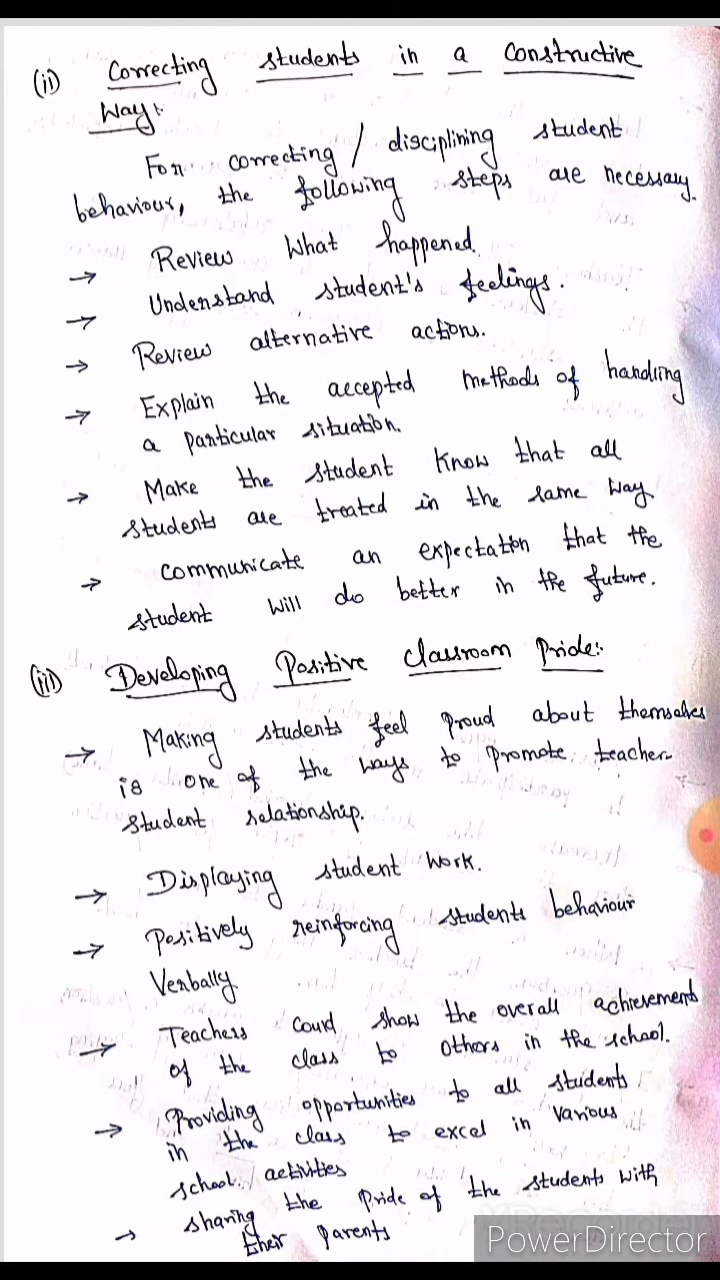 (ii) Correcting students in a constructive
Way:
For correcting / disciplining student
behaviour, the following steps are necessary.
→ Review What happened.
→ Understand student's feelings.
→ Review alternative actions.
→ Explain the accepted methods of handling
a particular situation.
→ Make the student know that all
students are treated in the same way
→ communicate an expectation that the
student will do better in the future.
(iii) Developing Positive classroom Pride:
→ Making students feel proud about themselves
is one of the ways to promote teacher-
student relationship.
→ Displaying student work.
→ Positively reinforcing students behaviour
Verbally
→ Teachers could show the overall achievement
of the class to others in the school.
→ Providing opportunities to all students
in the class to excel in various
school activities
→ sharing the pride of the students with
their parents
PowerDirector